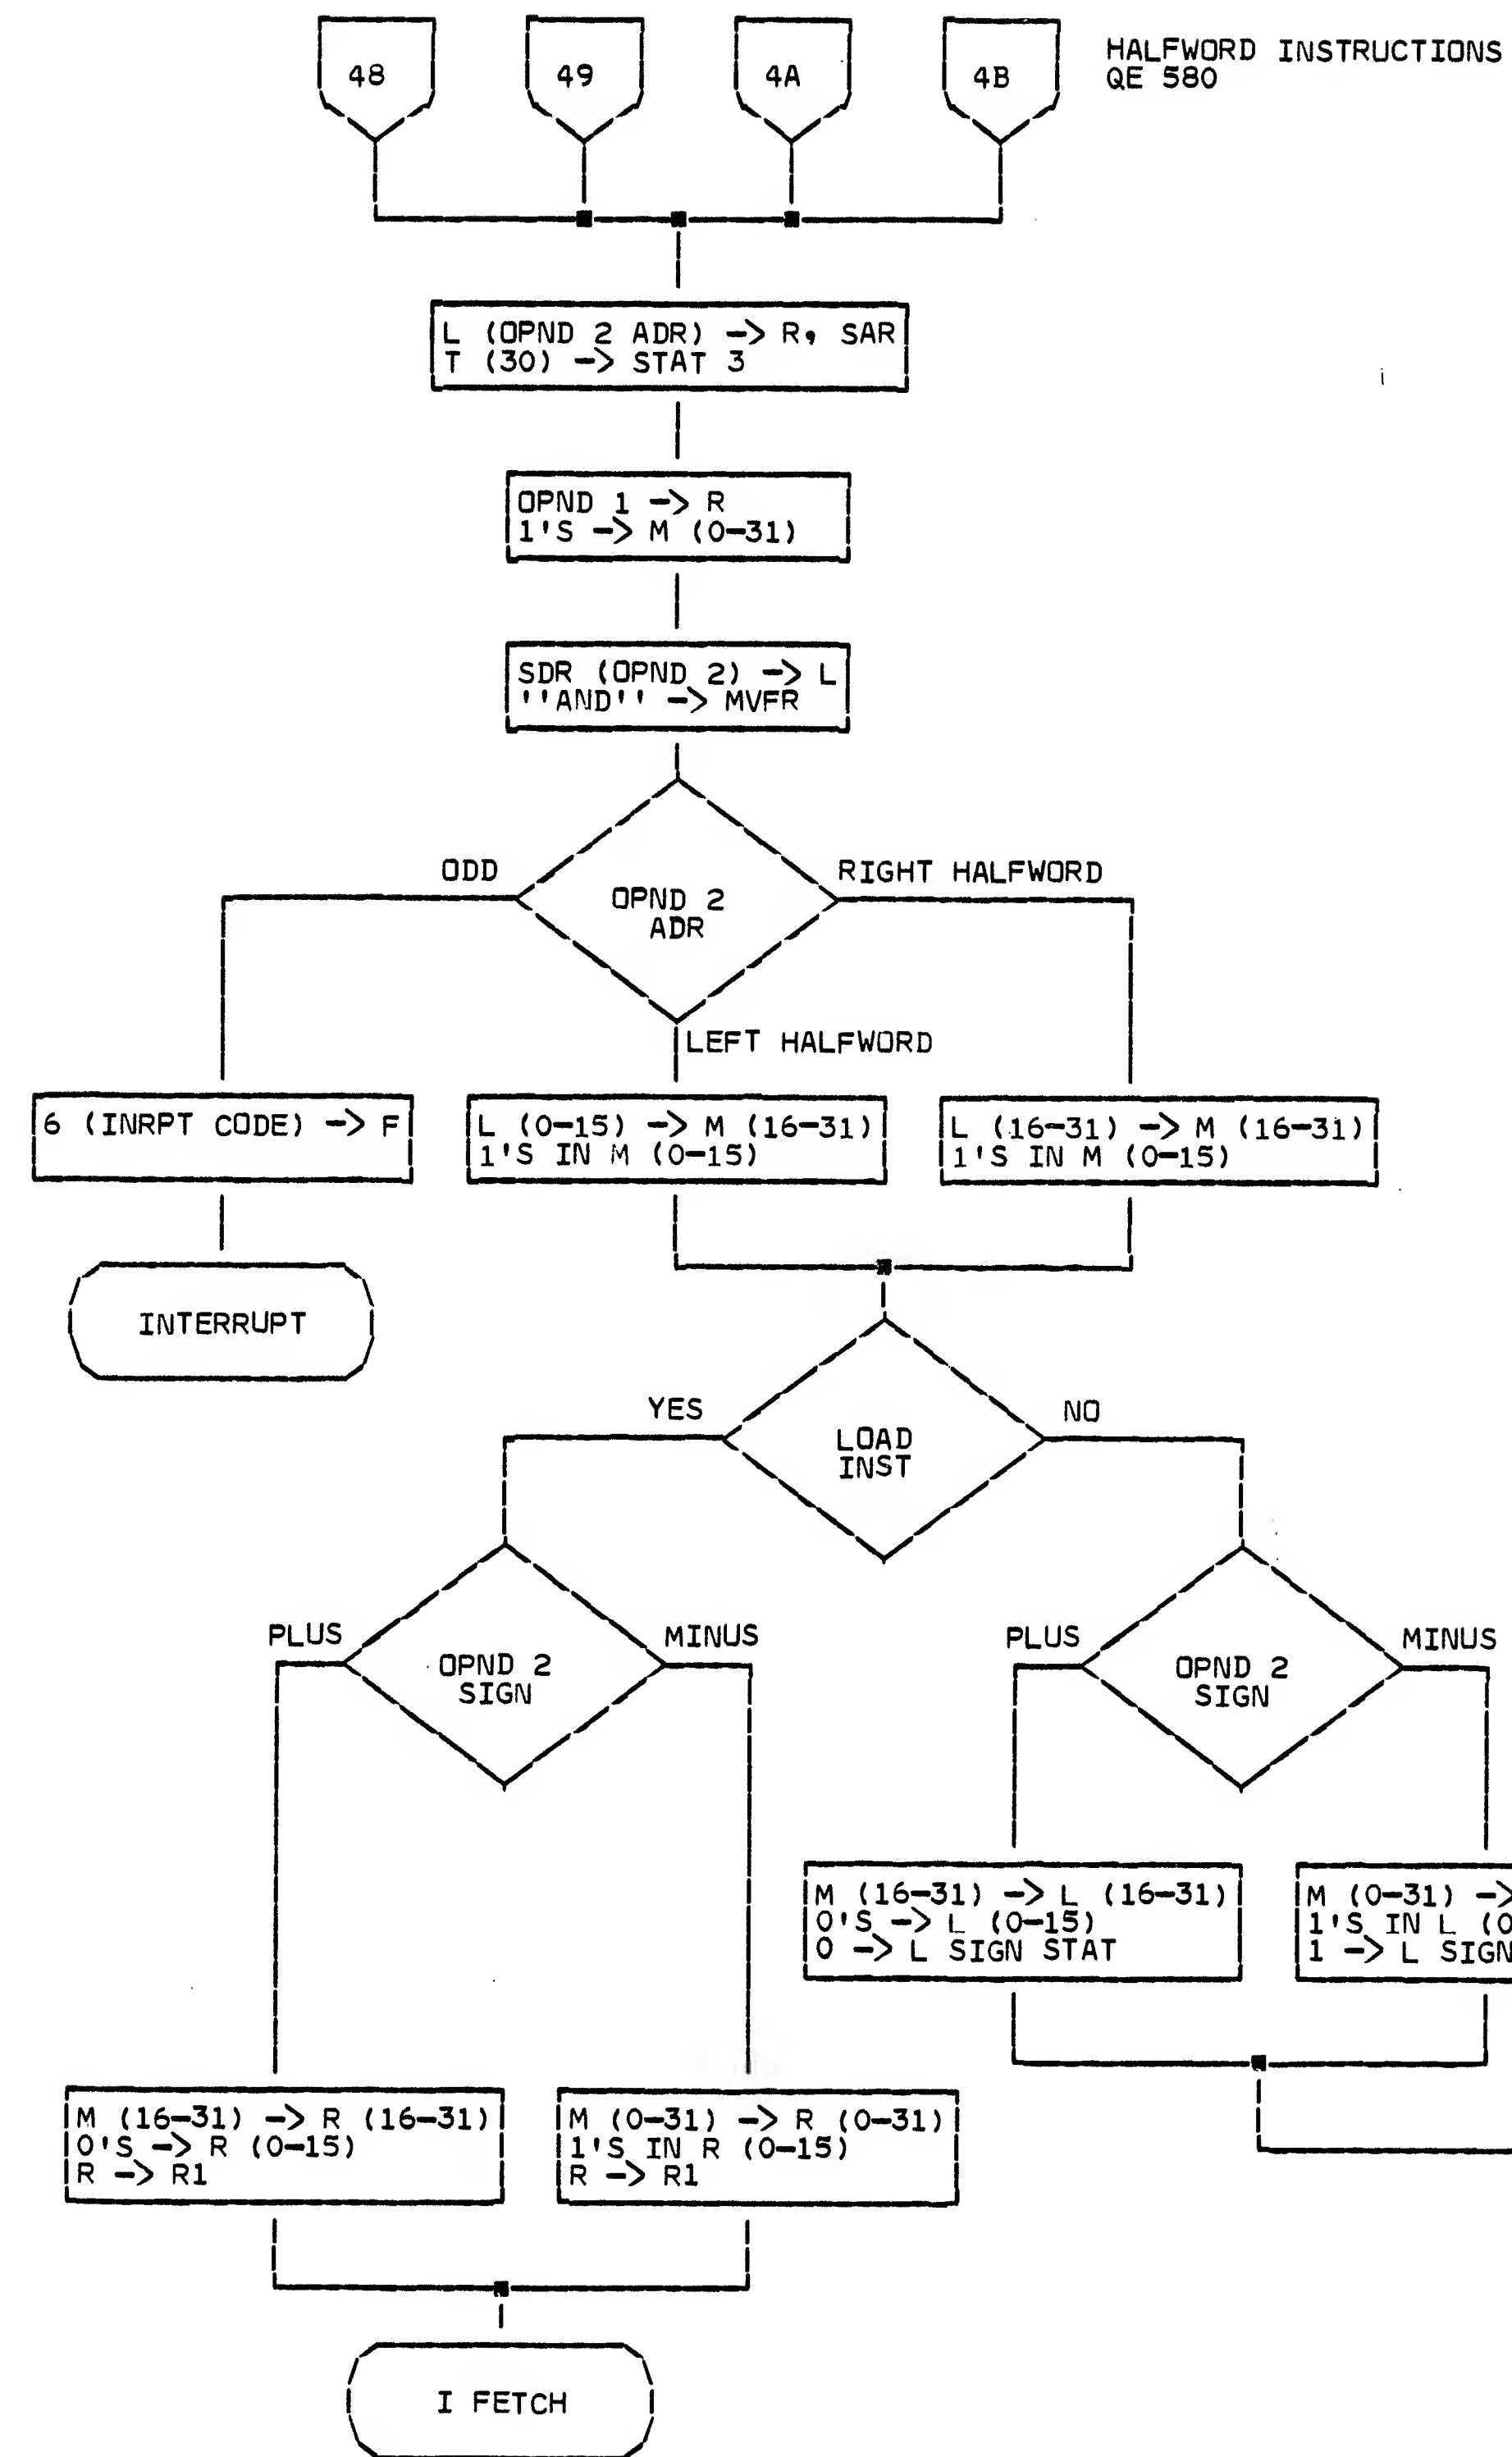 48
49
4A
4B
HALFWORD INSTRUCTIONS
QE 580
L (OPND 2 ADR) -> R, SAR
T (30) -> STAT 3
OPND 1 -> R
1'S -> M (0-31)
SDR (OPND 2) -> L
''AND'' -> MVFR
ODD
OPND 2
ADR
RIGHT HALFWORD
LEFT HALFWORD
6 (INRPT CODE) -> F
L (0-15) -> M (16-31)
1'S IN M (0-15)
L (16-31) -> M (16-31)
1'S IN M (0-15)
INTERRUPT
YES
LOAD
INST
NO
PLUS
OPND 2
SIGN
MINUS
PLUS
OPND 2
SIGN
MINUS
M (16-31) -> L (16-31)
0'S -> L (0-15)
0 -> L SIGN STAT
M (0-31) ->
1'S IN L (0
1 -> L SIGN
M (16-31) -> R (16-31)
0'S -> R (0-15)
R -> R1
M (0-31) -> R (0-31)
1'S IN R (0-15)
R -> R1
I FETCH